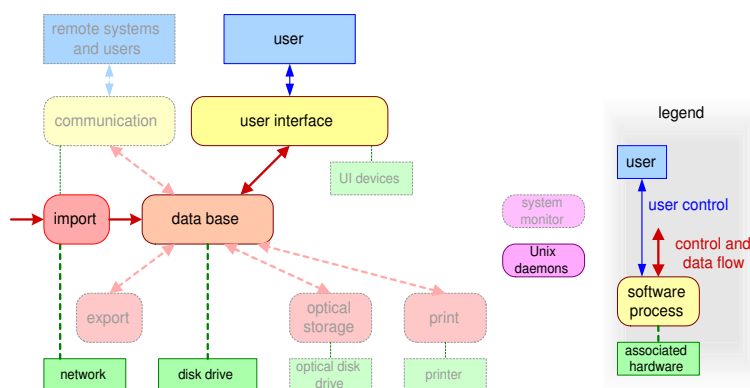 remote systems
and users
user
communication
user interface
UI devices
import
data base
system
monitor
Unix
daemons
export
optical
storage
print
network
disk drive
optical disk
drive
printer
legend
user
user control
control and
data flow
software
process
associated
hardware